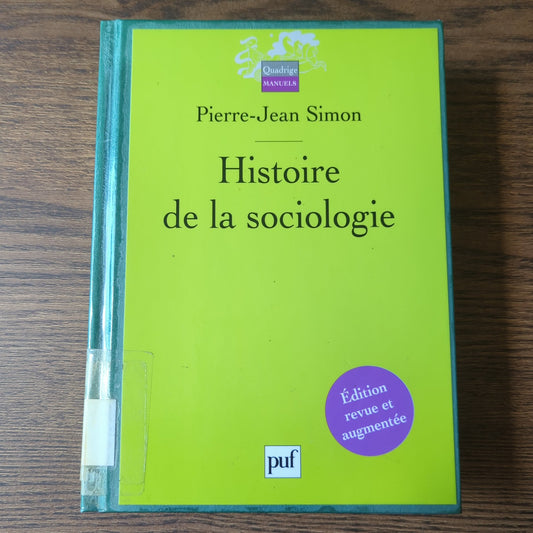 Quadrige
MANUELS
Pierre-Jean Simon
Histoire
de la sociologie
Édition
revue et
augmentée
puf